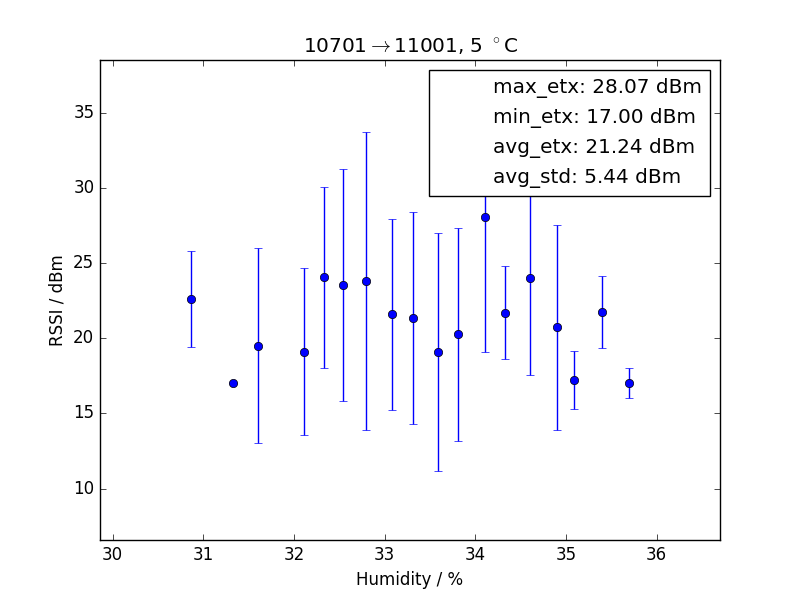 10701→11001, 5 °C
max_etx: 28.07 dBm
min_etx: 17.00 dBm
avg_etx: 21.24 dBm
avg_std: 5.44 dBm
RSSI / dBm
35
30
25
20
15
10
30 31 32 33 34 35 36
Humidity / %